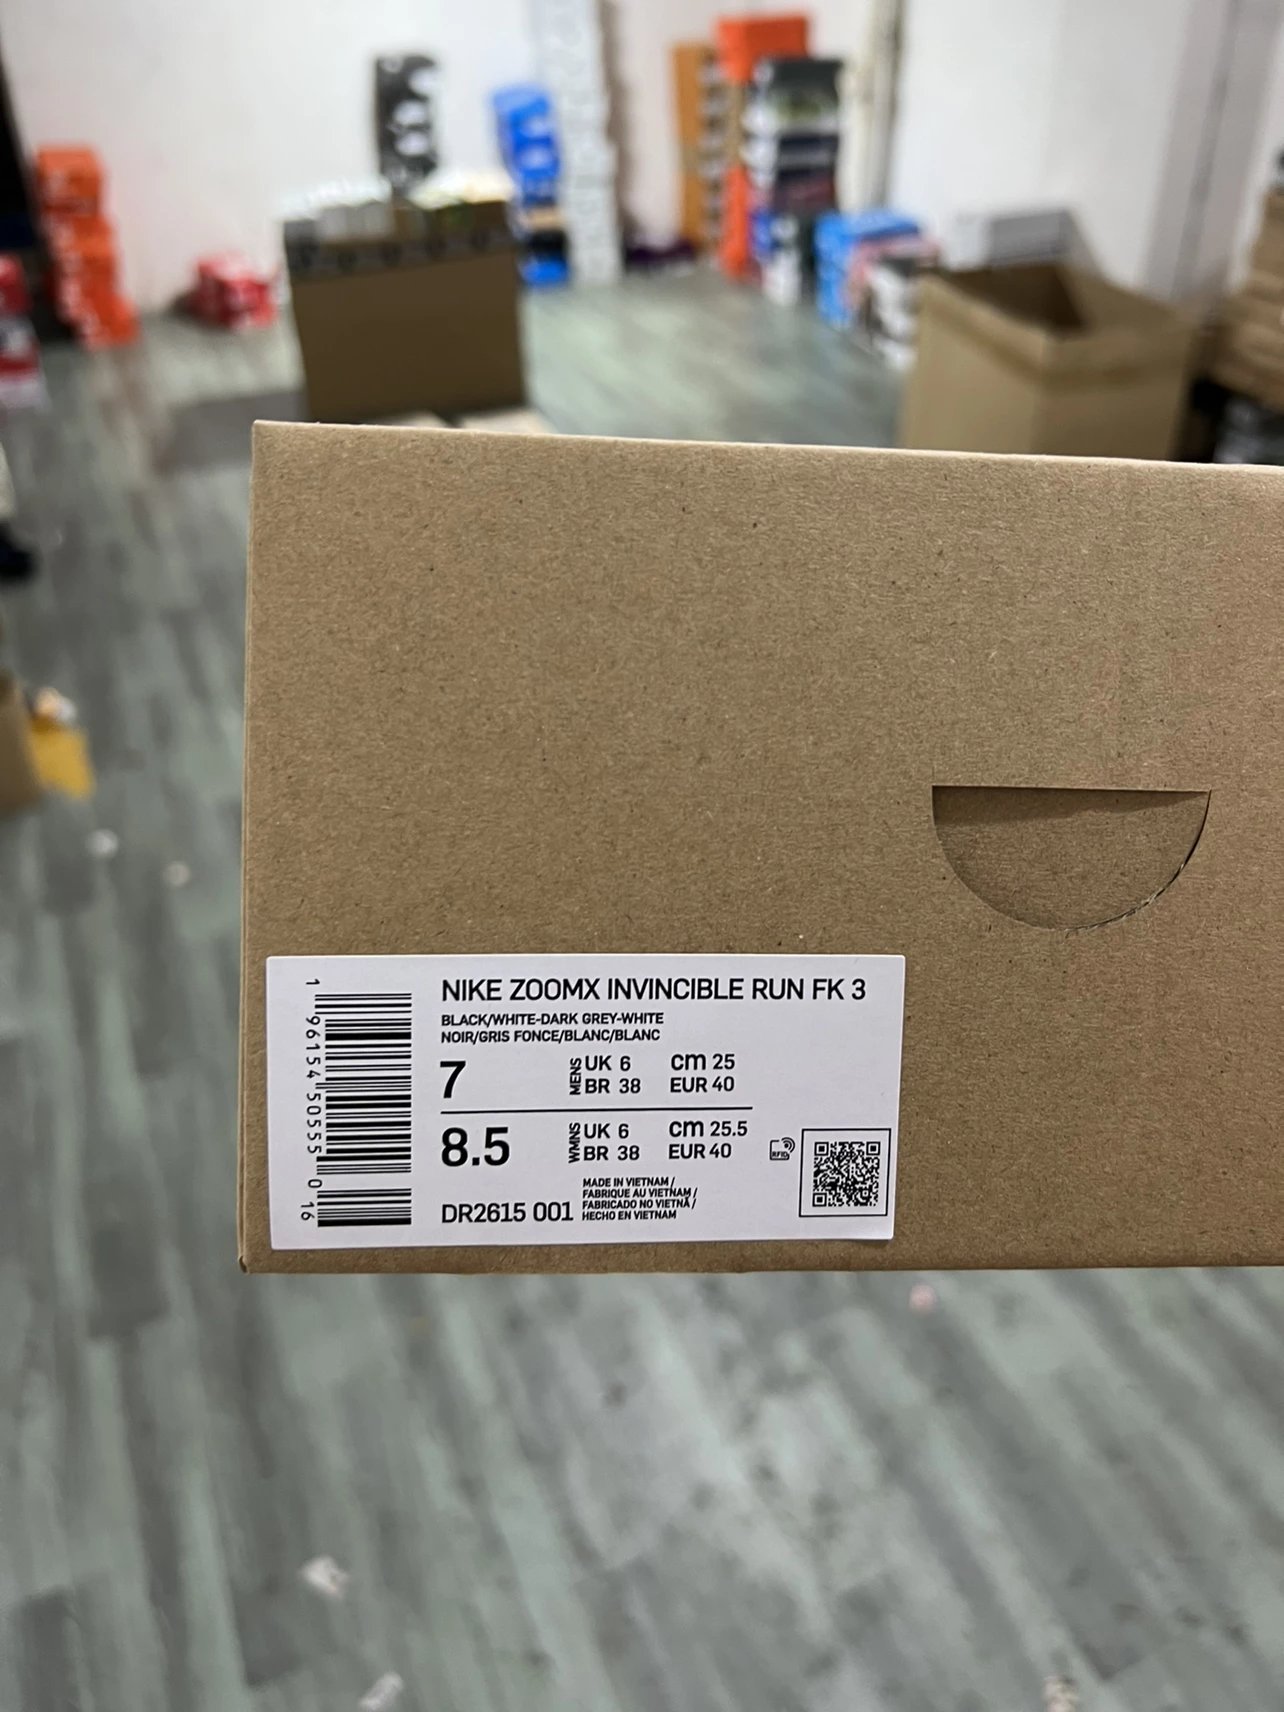 NIKE ZOOMX INVINCIBLE RUN FK 3
BLACK/WHITE-DARK GREY-WHITE
NOIR/GRIS FONCE/BLANC/BLANC
7 MENS UK 6 cm 25
BR 38 EUR 40
8.5 WMNS UK 6 cm 25.5
BR 38 EUR 40
RFID
DR2615 001
MADE IN VIETNAM /
FABRIQUE AU VIETNAM /
FABRICADO NO VIETNÃ /
HECHO EN VIETNAM
1 96154 50555 0 16